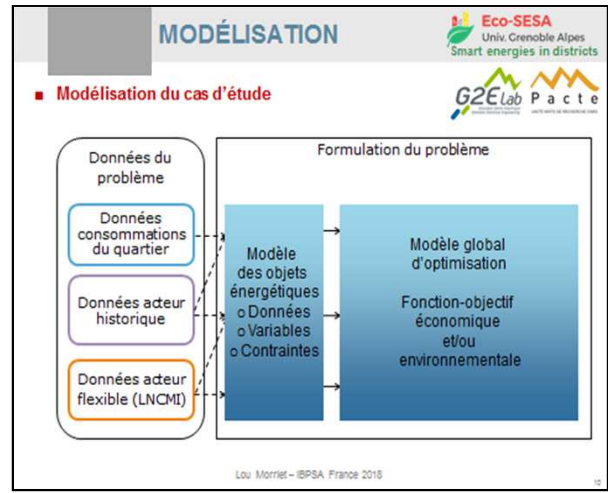 MODÉLISATION
Eco-SESA
Univ. Grenoble Alpes
Smart energies in districts
■ Modélisation du cas d'étude
G2Elab
Pacte
Données du
problème
Données
consommations
du quartier
Données acteur
historique
Données acteur
flexible (LNCMI)
Formulation du problème
Modèle
des objets
énergétiques
o Données
o Variables
o Contraintes
Modèle global
d'optimisation
Fonction-objectif
économique
et/ou
environnementale
Lou Morriet – IBPSA France 2018